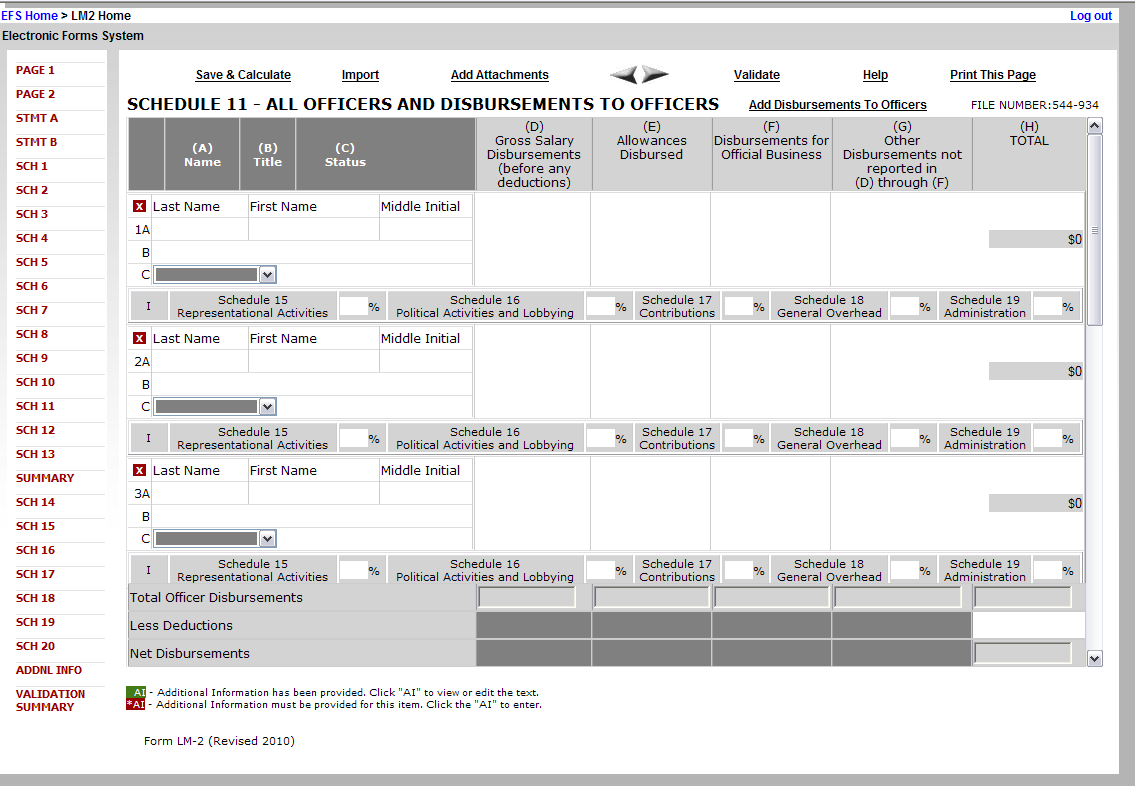 EFS Home > LM2 Home
Log out
Electronic Forms System
PAGE 1
PAGE 2
STMT A
STMT B
SCH 1
SCH 2
SCH 3
SCH 4
SCH 5
SCH 6
SCH 7
SCH 8
SCH 9
SCH 10
SCH 11
SCH 12
SCH 13
SUMMARY
SCH 14
SCH 15
SCH 16
SCH 17
SCH 18
SCH 19
SCH 20
ADDNL INFO
VALIDATION
SUMMARY
Save & Calculate Import Add Attachments Validate Help Print This Page
SCHEDULE 11 - ALL OFFICERS AND DISBURSEMENTS TO OFFICERS Add Disbursements To Officers FILE NUMBER:544-934
(A)
Name
(B)
Title
(C)
Status
(D)
Gross Salary
Disbursements
(before any
deductions)
(E)
Allowances
Disbursed
(F)
Disbursements for
Official Business
(G)
Other
Disbursements not
reported in
(D) through (F)
(H)
TOTAL
X Last Name First Name Middle Initial
1A
$0
B
C
I
Schedule 15
Representational Activities
%
Schedule 16
Political Activities and Lobbying
%
Schedule 17
Contributions
%
Schedule 18
General Overhead
%
Schedule 19
Administration
%
X Last Name First Name Middle Initial
2A
$0
B
C
I
Schedule 15
Representational Activities
%
Schedule 16
Political Activities and Lobbying
%
Schedule 17
Contributions
%
Schedule 18
General Overhead
%
Schedule 19
Administration
%
X Last Name First Name Middle Initial
3A
$0
B
C
I
Schedule 15
Representational Activities
%
Schedule 16
Political Activities and Lobbying
%
Schedule 17
Contributions
%
Schedule 18
General Overhead
%
Schedule 19
Administration
%
Total Officer Disbursements
Less Deductions
Net Disbursements
AI - Additional Information has been provided. Click "AI" to view or edit the text.
*AI - Additional Information must be provided for this item. Click the "AI" to enter.
Form LM-2 (Revised 2010)